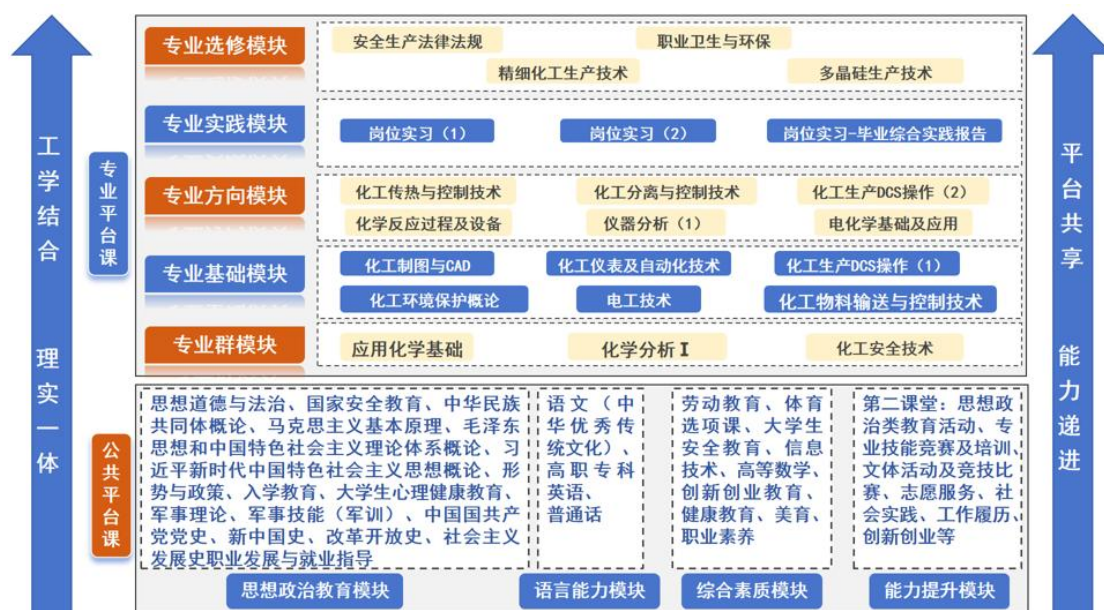 工学结合 理实一体
专业平台课
专业选修模块
安全生产法律法规
职业卫生与环保
精细化工生产技术
多晶硅生产技术
专业实践模块
岗位实习（1）
岗位实习（2）
岗位实习-毕业综合实践报告
专业方向模块
化工传热与控制技术
化工分离与控制技术
化工生产DCS操作（2）
化学反应过程及设备
仪器分析（1）
电化学基础及应用
专业基础模块
化工制图与CAD
化工仪表及自动化技术
化工生产DCS操作（1）
化工环境保护概论
电工技术
化工物料输送与控制技术
专业群模块
应用化学基础
化学分析Ⅰ
化工安全技术
公共平台课
思想道德与法治、国家安全教育、中华民族
共同体概论、马克思主义基本原理、毛泽东
思想和中国特色社会主义理论体系概论、习
近平新时代中国特色社会主义思想概论、形
势与政策、入学教育、大学生心理健康教育、
军事理论、军事技能（军训）、中国国共产
党党史、新中国史、改革开放史、社会主义
发展史职业发展与就业指导
思想政治教育模块
语文（中
华优秀传
统文化）、
高职专科
英语、
普通话
语言能力模块
劳动教育、体育
选项课、大学生
安全教育、信息
技术、高等数学、
创新创业教育、
健康教育、美育、
职业素养
综合素质模块
第二课堂：思想政
治类教育活动、专
业技能竞赛及培训、
文体活动及竞技比
赛、志愿服务、社
会实践、工作履历、
创新创业等
能力提升模块
平台共享 能力递进